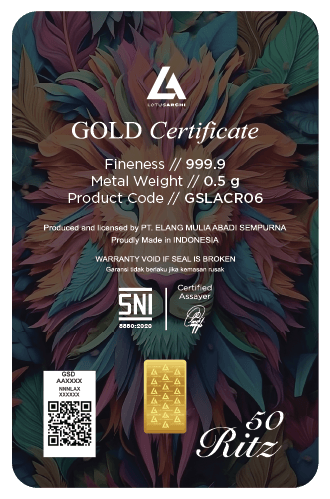 LOTUSARCHI
GOLD Certificate
Fineness // 999.9
Metal Weight // 0.5 g
Product Code // GSLACR06
Produced and licensed by PT. ELANG MULIA ABADI SEMPURNA
Proudly Made in INDONESIA
WARRANTY VOID IF SEAL IS BROKEN
Garansi tidak berlaku jika kemasan rusak
SNI
8880:2020
Certified
Assayer
GSD
AAXXXX
NNNLAX
XXXXXX
50
Ritz